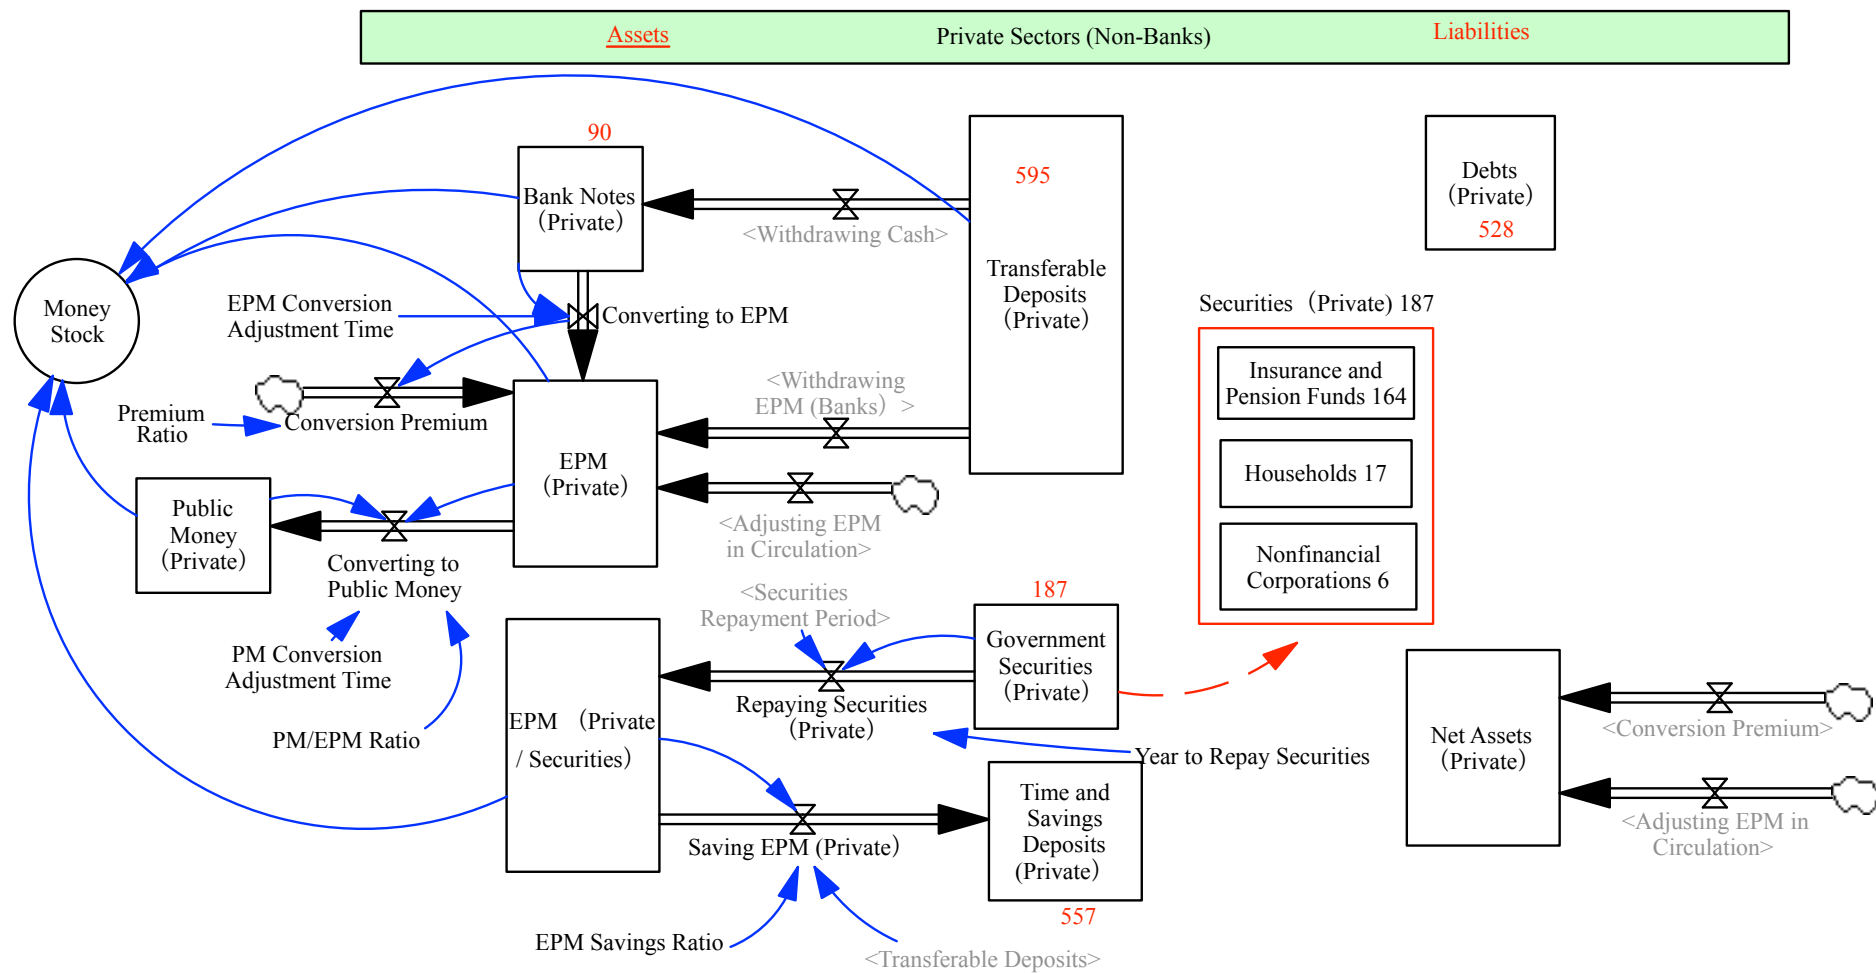 Assets
Private Sectors (Non-Banks)
Liabilities
90
Bank Notes
(Private)
595
Transferable
Deposits
(Private)
<Withdrawing Cash>
Debts
(Private)
528
Money
Stock
EPM Conversion
Adjustment Time
Converting to EPM
Securities (Private) 187
Insurance and
Pension Funds 164
Households 17
Nonfinancial
Corporations 6
Premium
Ratio
Conversion Premium
<Withdrawing
EPM (Banks) >
EPM
(Private)
Public
Money
(Private)
Converting to
Public Money
<Adjusting EPM
in Circulation>
PM Conversion
Adjustment Time
PM/EPM Ratio
<Securities
Repayment Period>
187
Government
Securities
(Private)
EPM (Private
/ Securities)
Repaying Securities
(Private)
Year to Repay Securities
Net Assets
(Private)
<Conversion Premium>
<Adjusting EPM in
Circulation>
Time and
Savings
Deposits
(Private)
557
Saving EPM (Private)
EPM Savings Ratio
<Transferable Deposits>